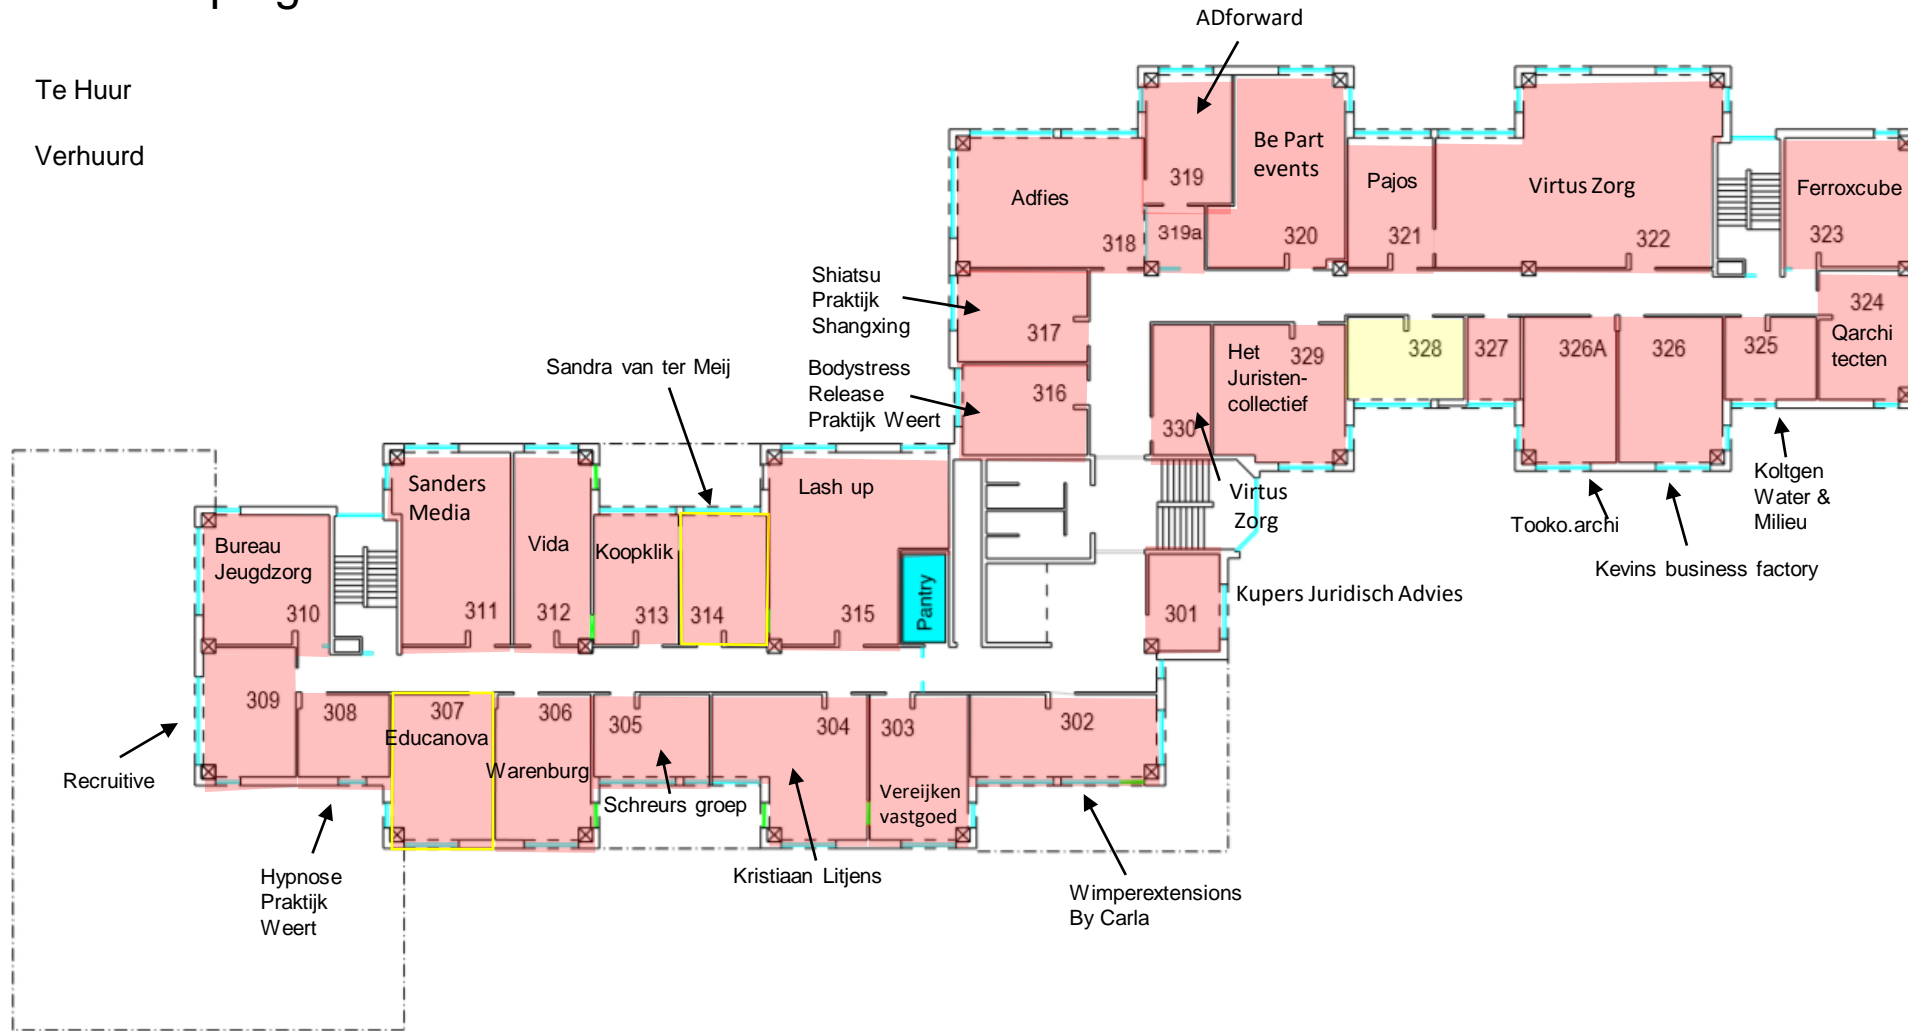 Te Huur
Verhuurd
ADforward
Be Part
events
Pajos
Virtus Zorg
Ferroxcube
Adfies
319
319a
318
320
321
322
323
Shiatsu
Praktijk
Shangxing
317
324
Qarchi
tecten
Sandra van ter Meij
Bodystress
Release
Praktijk Weert
316
330
Het
Juristen-
collectief
329
328
327
326A
326
325
Virtus
Zorg
Tooko.archi
Koltgen
Water &
Milieu
Kevins business factory
Sanders
Media
Lash up
Bureau
Jeugdzorg
Vida
Koopklik
Pantry
310
311
312
313
314
315
301
Kupers Juridisch Advies
309
308
307
Educanova
306
Warenburg
305
304
303
302
Recruitive
Schreurs groep
Vereijken
vastgoed
Hypnose
Praktijk
Weert
Kristiaan Litjens
Wimperextensions
By Carla